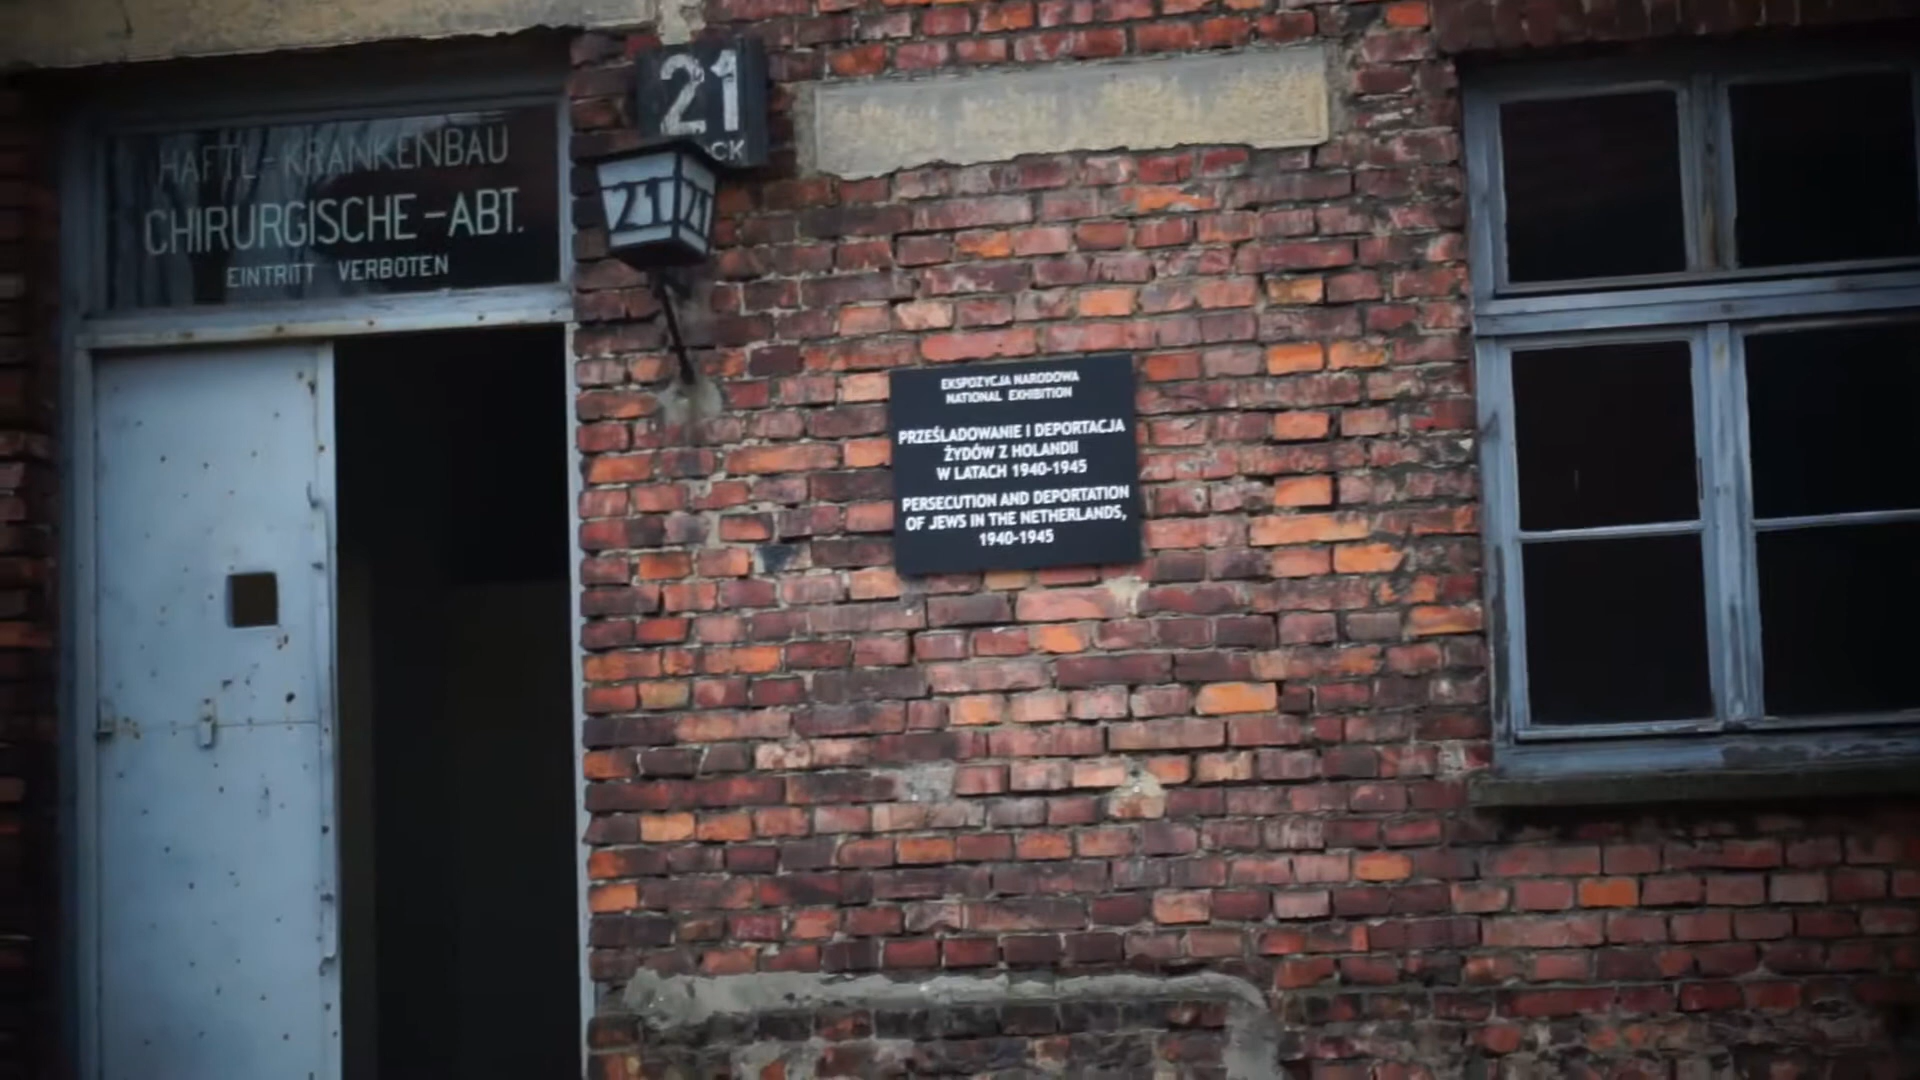 HAFTL-KRANKENBAU
CHIRURGISCHE-ABT.
EINTRITT VERBOTEN
21
21 21
EKSPOZYCJA NARODOWA
NATIONAL EXHIBITION
PRZEŚLADOWANIE I DEPORTACJA
ŻYDÓW Z HOLANDII
W LATACH 1940-1945
PERSECUTION AND DEPORTATION
OF JEWS IN THE NETHERLANDS,
1940-1945